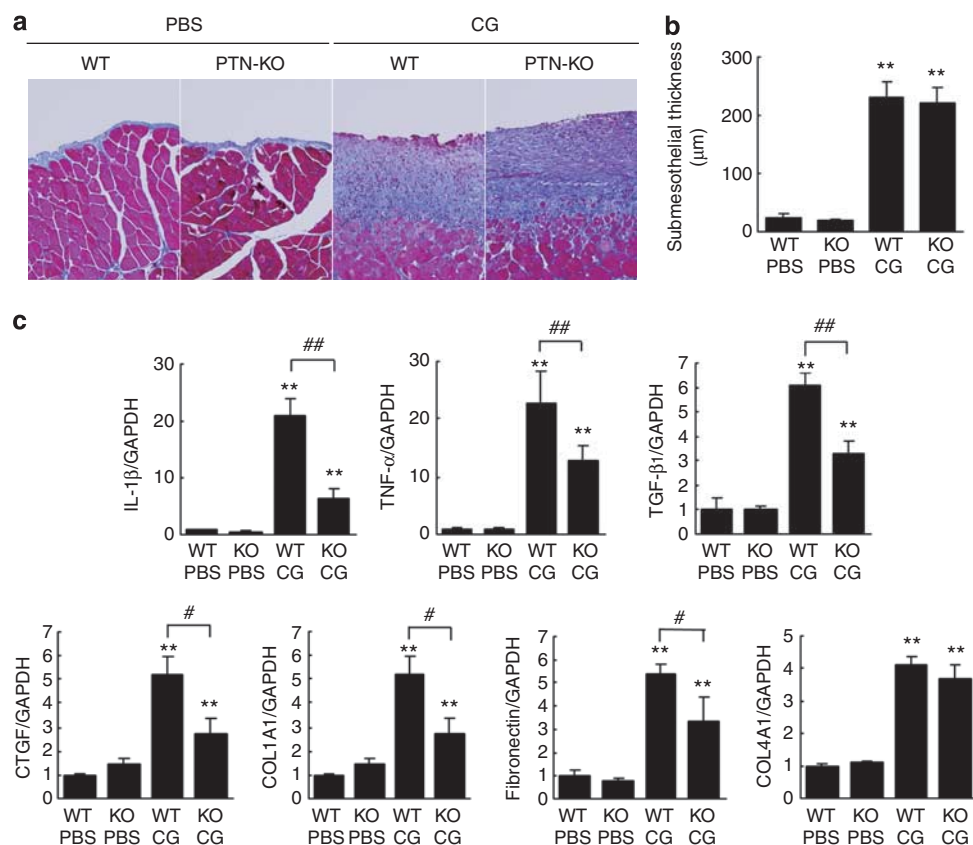 a
PBS
CG
WT
PTN-KO
WT
PTN-KO
b
Submesothelial thickness
(μm)
300
200
100
0
**
**
WT
KO
WT
KO
PBS
PBS
CG
CG
c
IL-1β/GAPDH
30
20
10
0
##
**
**
WT
KO
WT
KO
PBS
PBS
CG
CG
TNF-α/GAPDH
30
20
10
0
##
**
**
WT
KO
WT
KO
PBS
PBS
CG
CG
TGF-β1/GAPDH
7
6
5
4
3
2
1
0
##
**
**
WT
KO
WT
KO
PBS
PBS
CG
CG
CTGF/GAPDH
7
6
5
4
3
2
1
0
#
**
**
WT
KO
WT
KO
PBS
PBS
CG
CG
COL1A1/GAPDH
7
6
5
4
3
2
1
0
#
**
**
WT
KO
WT
KO
PBS
PBS
CG
CG
Fibronectin/GAPDH
7
6
5
4
3
2
1
0
#
**
**
WT
KO
WT
KO
PBS
PBS
CG
CG
COL4A1/GAPDH
5
4
3
2
1
0
**
**
WT
KO
WT
KO
PBS
PBS
CG
CG